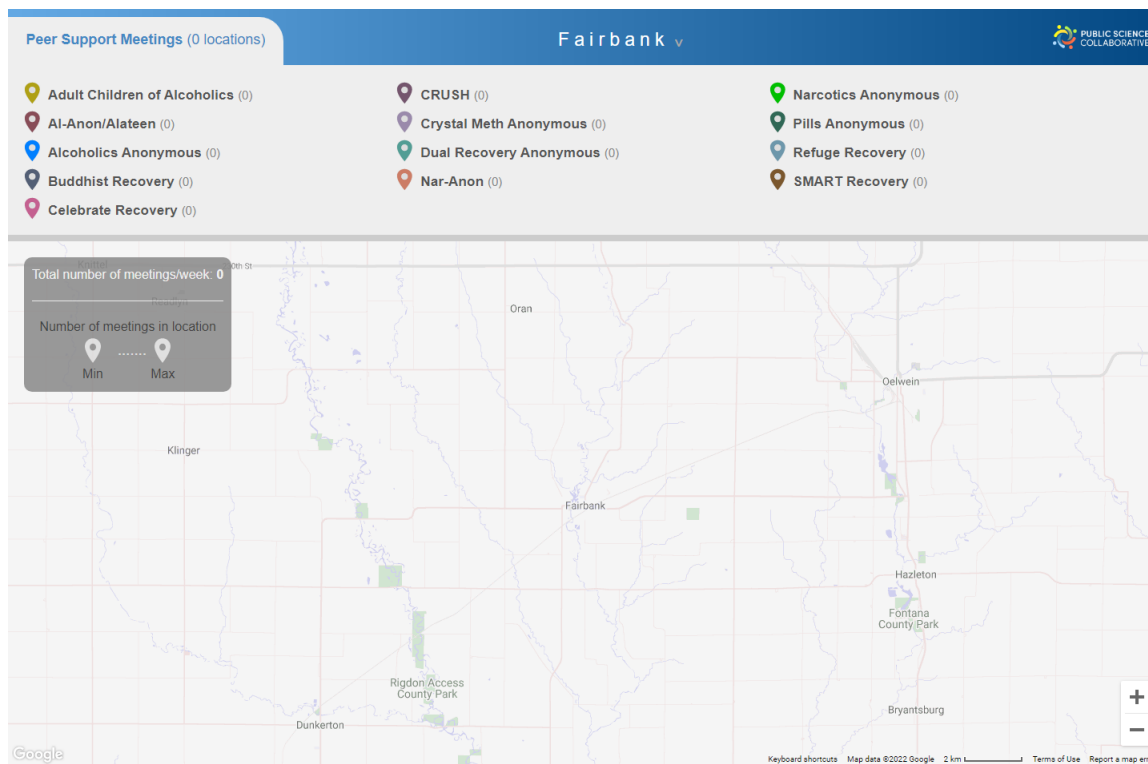 Peer Support Meetings (0 locations)
Fairbank v
PUBLIC SCIENCE
COLLABORATIVE
Adult Children of Alcoholics (0)
Al-Anon/Alateen (0)
Alcoholics Anonymous (0)
Buddhist Recovery (0)
Celebrate Recovery (0)
CRUSH (0)
Crystal Meth Anonymous (0)
Dual Recovery Anonymous (0)
Nar-Anon (0)
Narcotics Anonymous (0)
Pills Anonymous (0)
Refuge Recovery (0)
SMART Recovery (0)
Total number of meetings/week: 0
Number of meetings in location
Min
Max
Oran
Oelwein
Klinger
Fairbank
Hazleton
Fontana
County Park
Rigdon Access
County Park
Bryantsburg
Dunkerton
Google
Keyboard shortcuts
Map data ©2022 Google
2 km
Terms of Use
Report a map